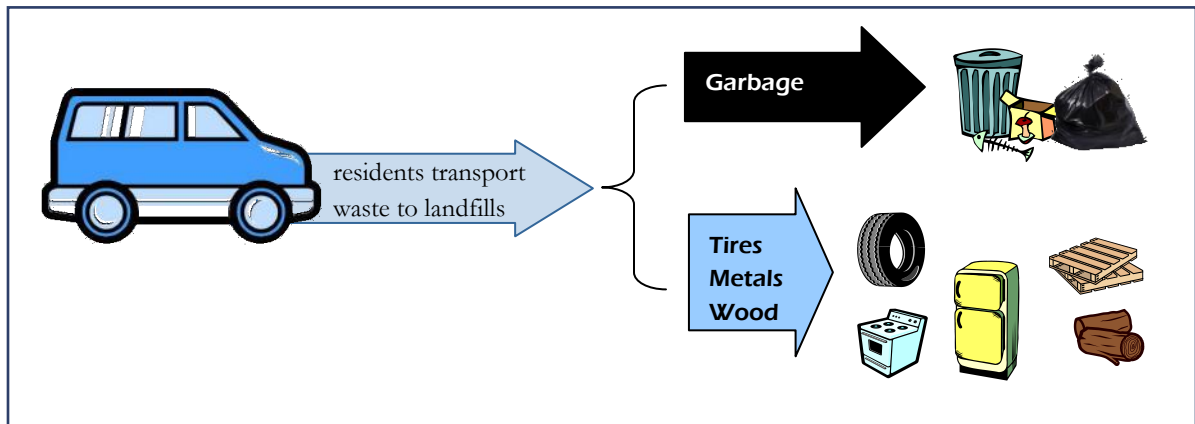 residents transport
waste to landfills
Garbage
Tires
Metals
Wood